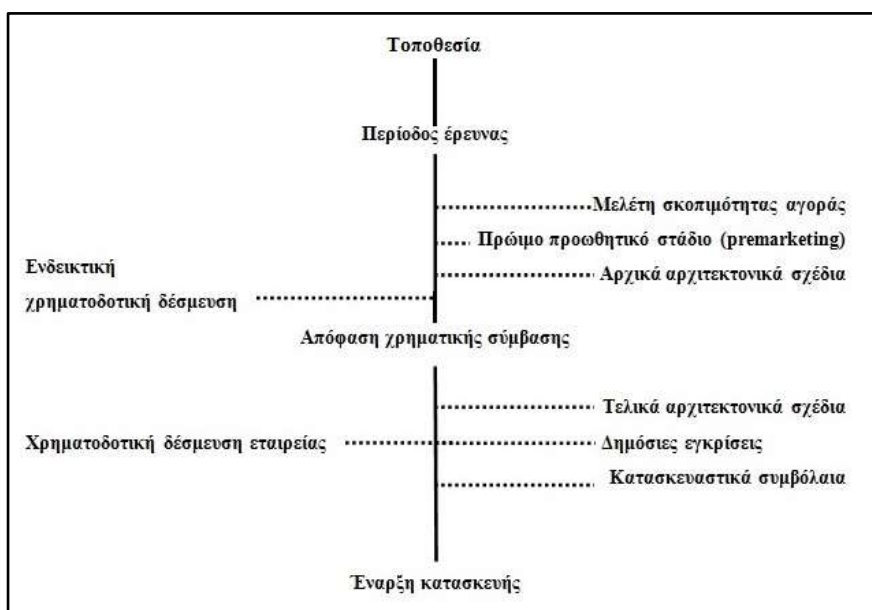 Τοποθεσία
Περίοδος έρευνας
Μελέτη σκοπιμότητας αγοράς
Πρώιμο προωθητικό στάδιο (premarketing)
Ενδεικτική
Αρχικά αρχιτεκτονικά σχέδια
χρηματοδοτική δέσμευση
Απόφαση χρηματικής σύμβασης
Τελικά αρχιτεκτονικά σχέδια
Χρηματοδοτική δέσμευση εταιρείας
Δημόσιες εγκρίσεις
Κατασκευαστικά συμβόλαια
Έναρξη κατασκευής